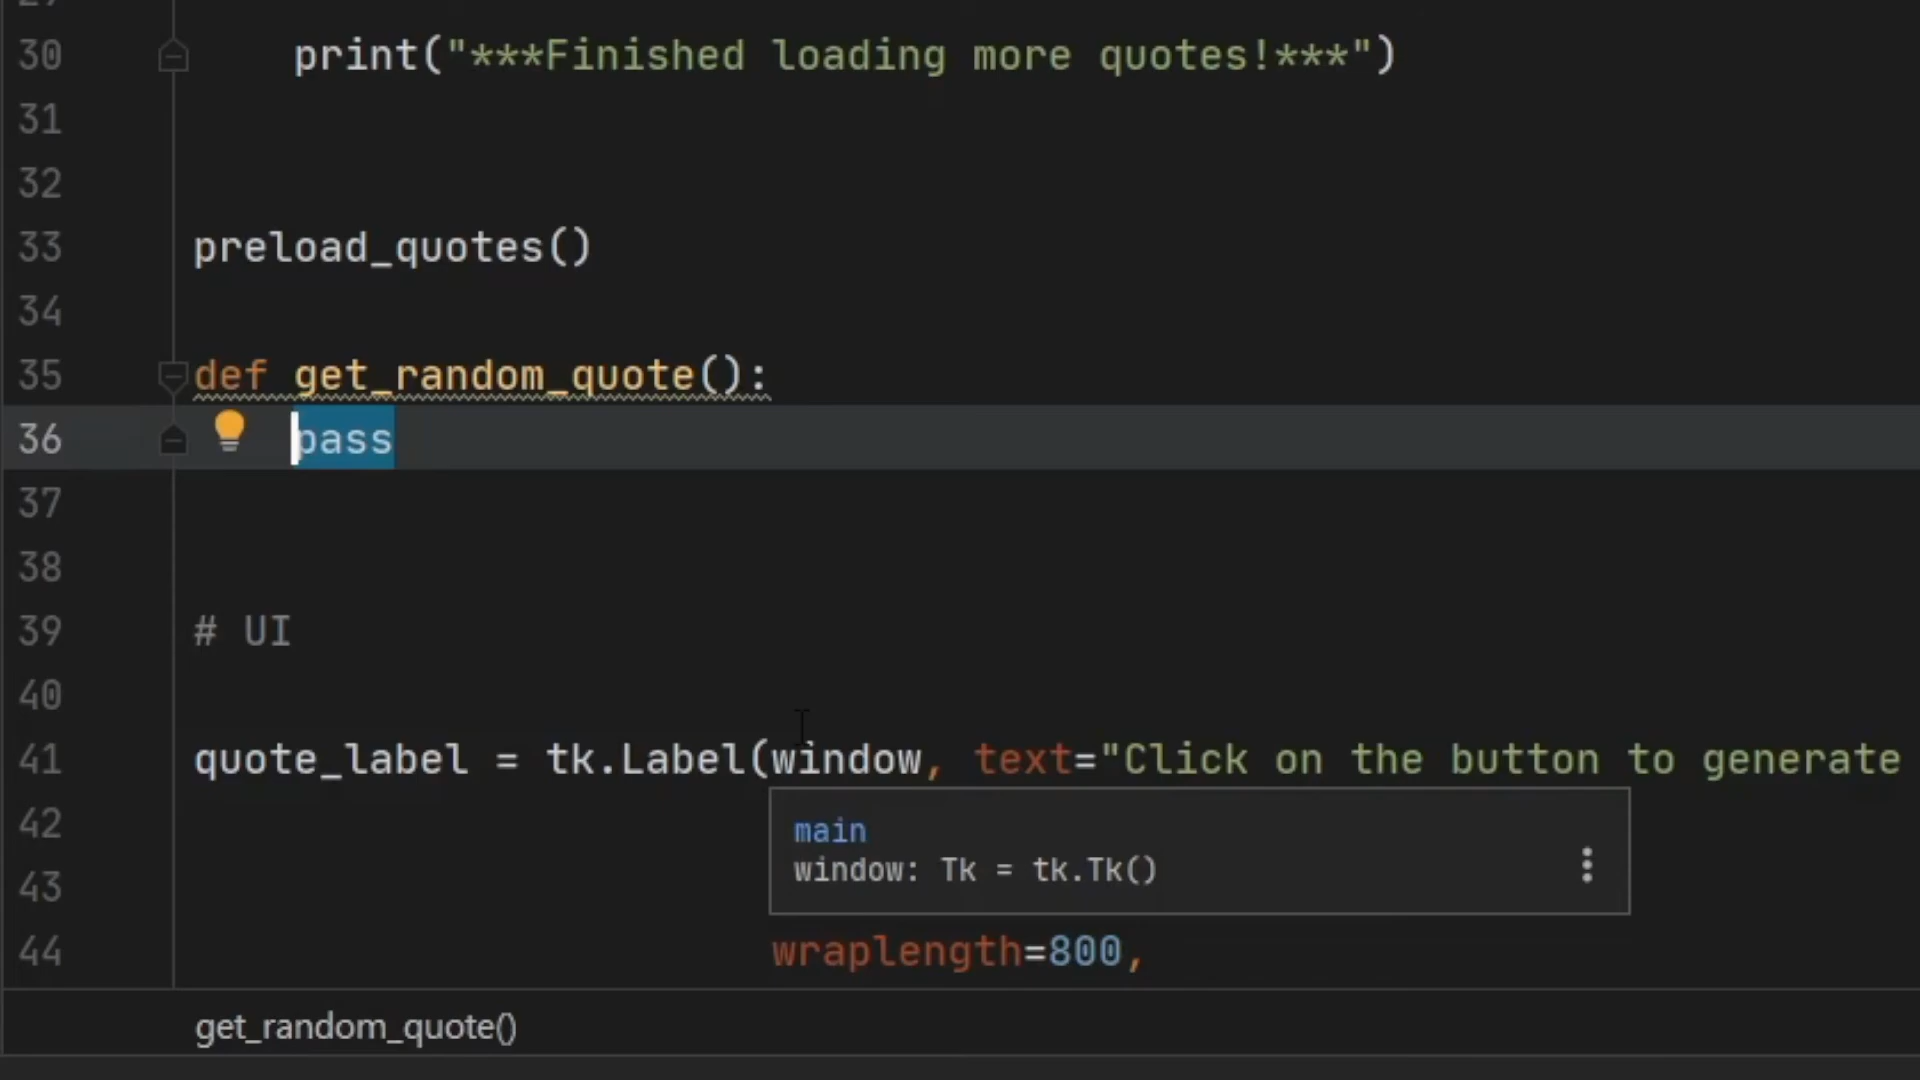 30 print("***Finished loading more quotes!***")
31
32
33 preload_quotes()
34
35 def get_random_quote():
36 pass
37
38
39 # UI
40
41 quote_label = tk.Label(window, text="Click on the button to generate
42
main
window: Tk = tk.Tk()
43
44 wraplength=800,
get_random_quote()